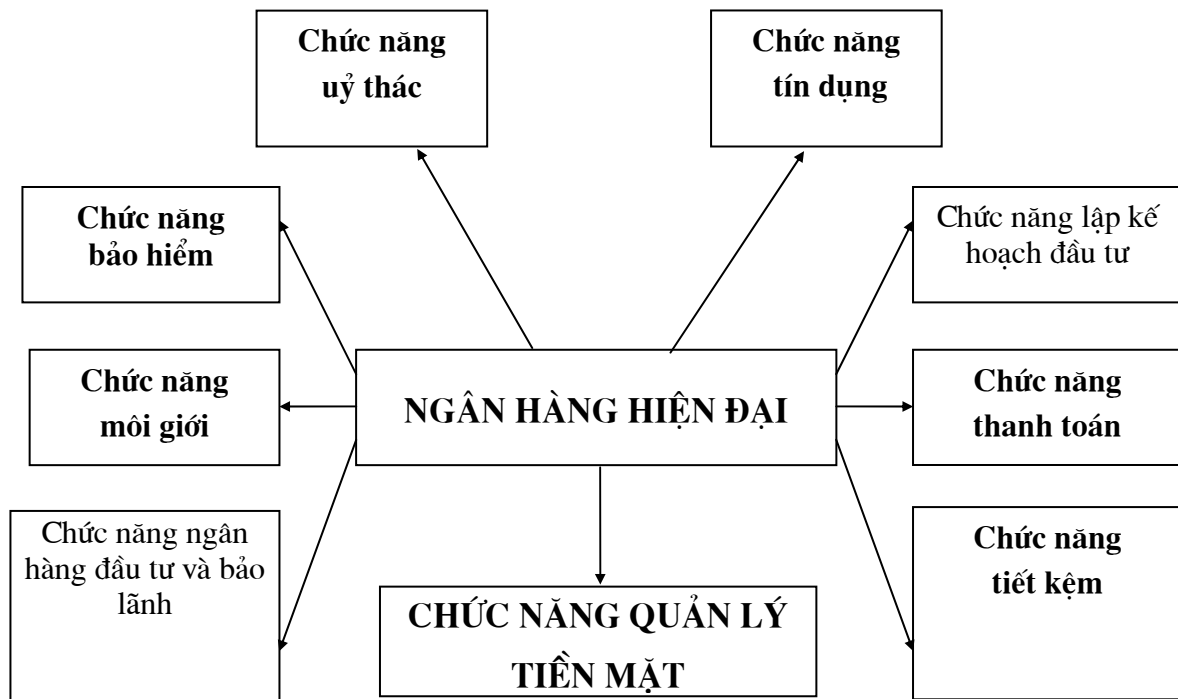 Chức năng
uỷ thác
Chức năng
tín dụng
Chức năng
bảo hiểm
Chức năng lập kế
hoạch đầu tư
Chức năng
môi giới
NGÂN HÀNG HIỆN ĐẠI
Chức năng
thanh toán
Chức năng ngân
hàng đầu tư và bảo
lãnh
CHỨC NĂNG QUẢN LÝ
TIỀN MẶT
Chức năng
tiết kệm